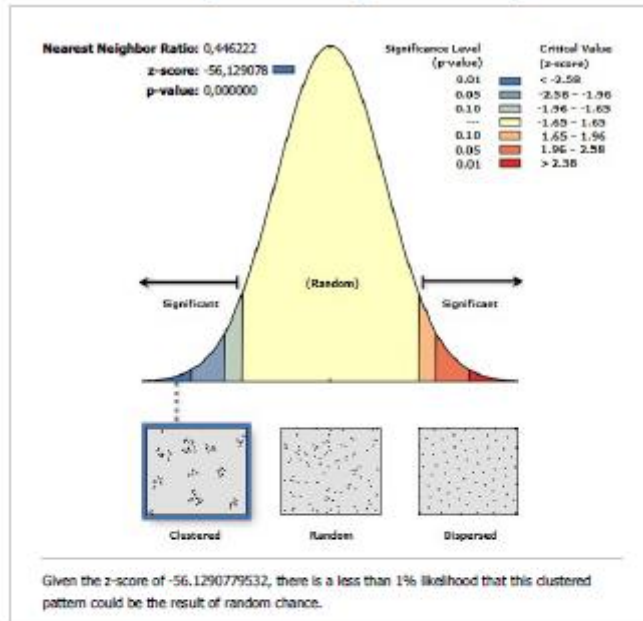 Nearest Neighbor Ratio: 0,446222
z-score: -56,129078
p-value: 0,000000
Significance Level
(p-value)
Critical Value
(z-score)
0.01 < -2.58
0.05 -2.58 – -1.96
0.10 -1.96 – -1.65
--- -1.65 – 1.65
0.10 1.65 – 1.96
0.05 1.96 – 2.58
0.01 > 2.58
(Random)
Significant
Significant
Clustered
Random
Dispersed
Given the z-score of -56.1290779532, there is a less than 1% likelihood that this clustered
pattern could be the result of random chance.